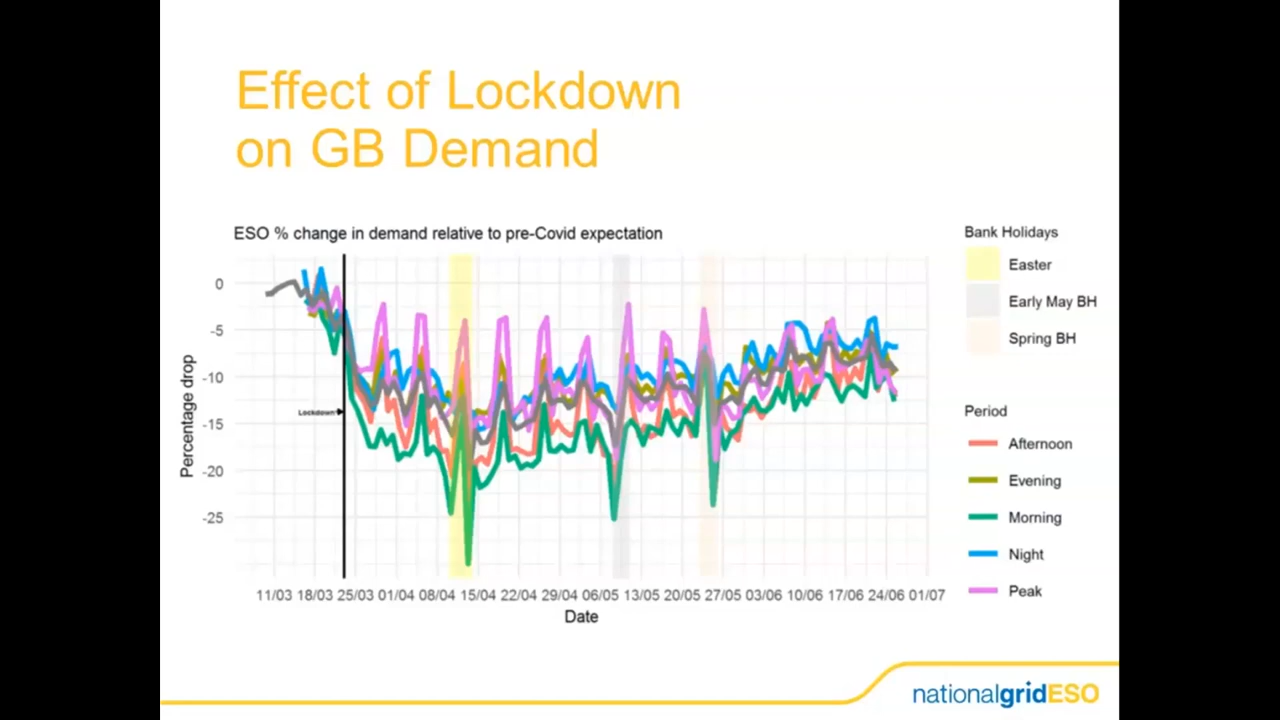 Effect of Lockdown
on GB Demand
ESO % change in demand relative to pre-Covid expectation
Percentage drop
0
-5
-10
-15
-20
-25
Lockdown
11/03 18/03 25/03 01/04 08/04 15/04 22/04 29/04 06/05 13/05 20/05 27/05 03/06 10/06 17/06 24/06 01/07
Date
Bank Holidays
Easter
Early May BH
Spring BH
Period
Afternoon
Evening
Morning
Night
Peak
nationalgridESO